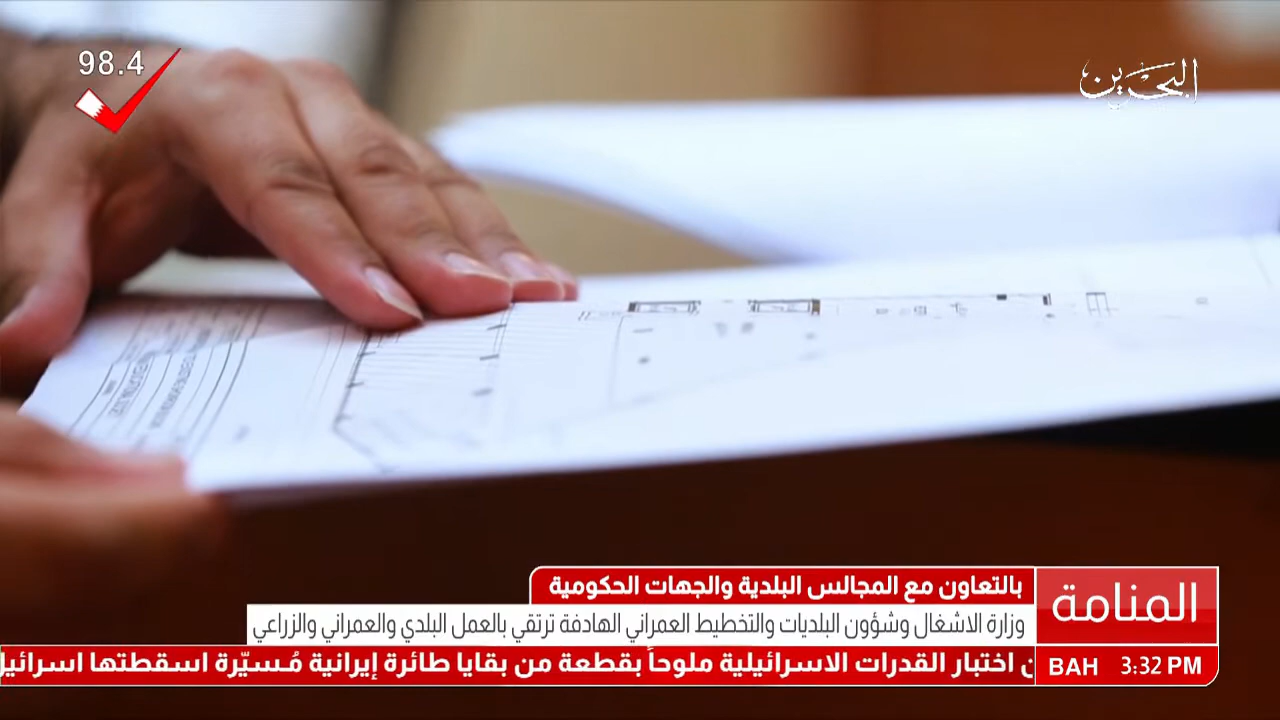 98.4
البحرين
بالتعاون مع المجالس البلدية والجهات الحكومية
المنامة
وزارة الاشغال وشؤون البلديات والتخطيط العمراني الهادفة ترتقي بالعمل البلدي والعمراني والزراعي
BAH 3:32 PM
ن اختبار القدرات الاسرائيلية ملوحاً بقطعة من بقايا طائرة إيرانية مُسيّرة اسقطتها اسرائيل